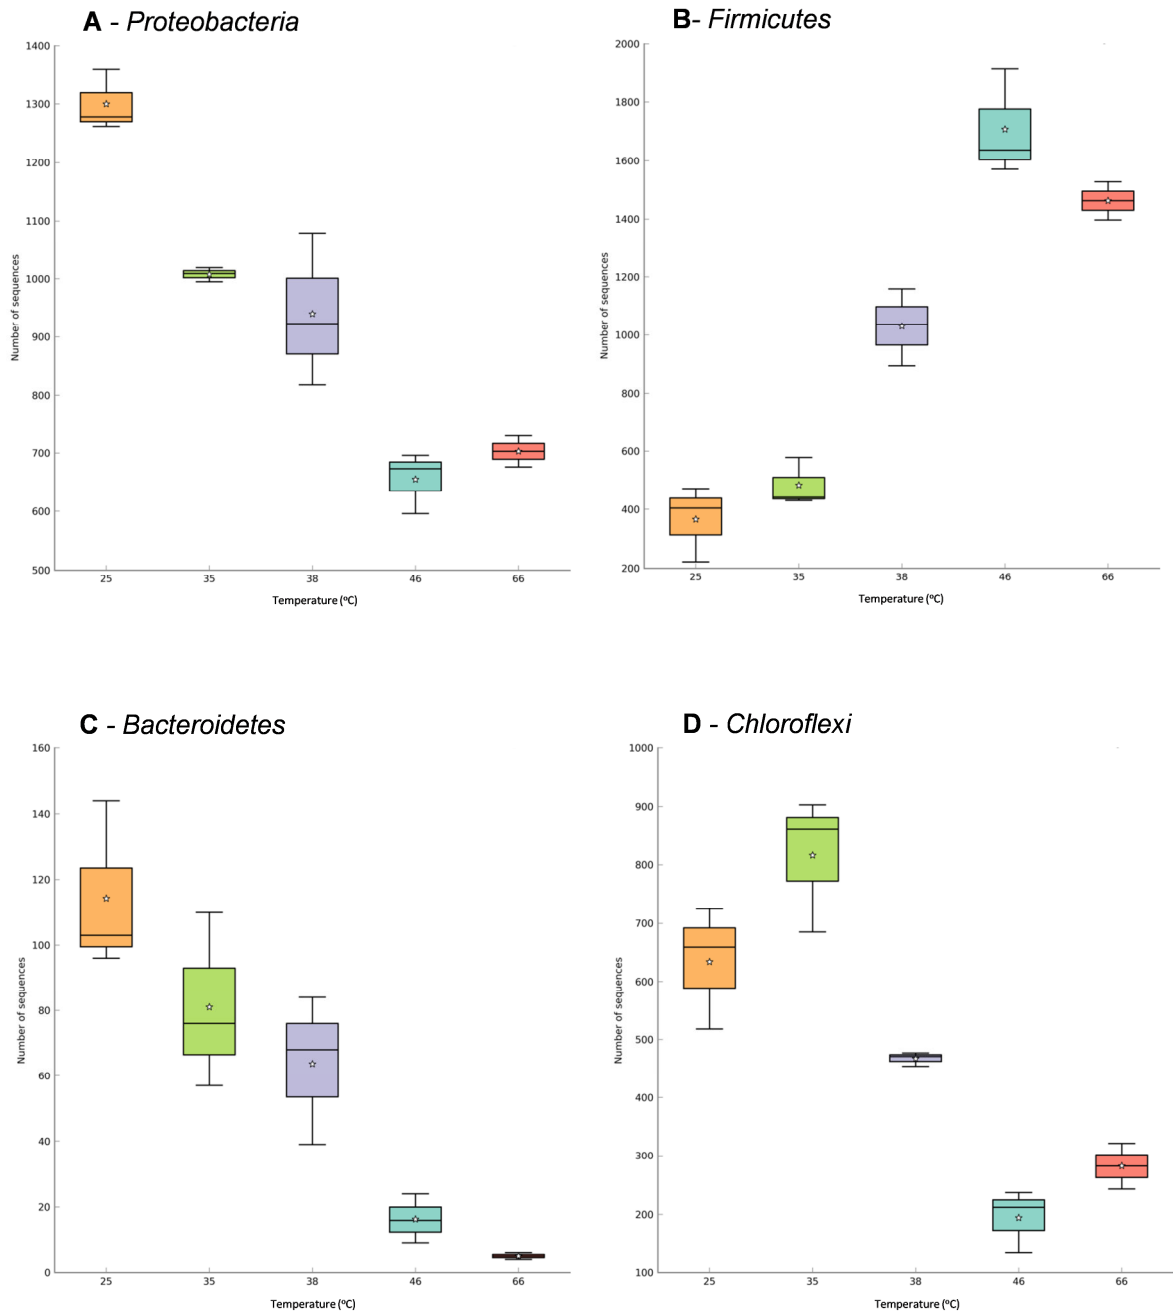 A - Proteobacteria
1400
1300
1200
1100
1000
900
800
700
600
500
Number of sequences
25 35 38 46 66
Temperature (ºC)
B- Firmicutes
2000
1800
1600
1400
1200
1000
800
600
400
200
Number of sequences
25 35 38 46 66
Temperature (ºC)
C - Bacteroidetes
160
140
120
100
80
60
40
20
0
Number of sequences
25 35 38 46 66
Temperature (ºC)
D - Chloroflexi
1000
900
800
700
600
500
400
300
200
100
Number of sequences
25 35 38 46 66
Temperature (ºC)